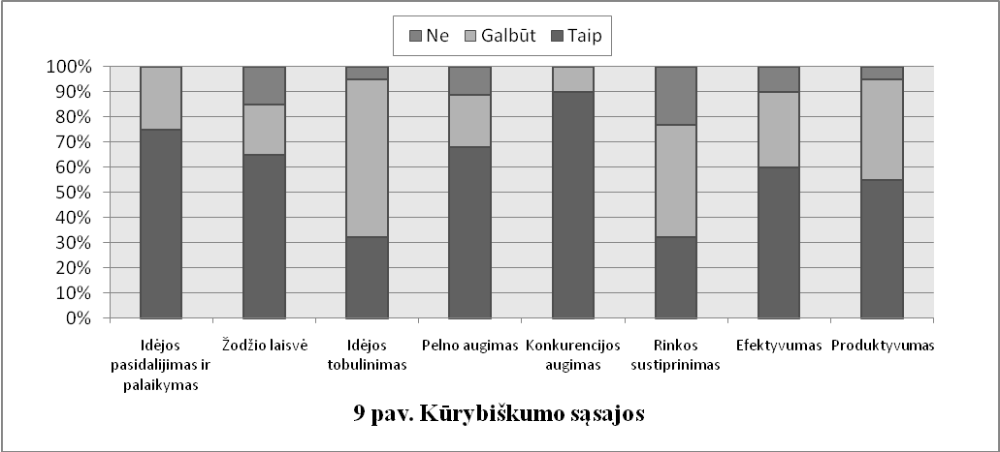 Ne Galbūt Taip
100%
90%
80%
70%
60%
50%
40%
30%
20%
10%
0%
Idėjos pasidalijimas ir palaikymas
Žodžio laisvė
Idėjos tobulinimas
Pelno augimas
Konkurencijos augimas
Rinkos sustiprinimas
Efektyvumas
Produktyvumas
9 pav. Kūrybiškumo sąsajos